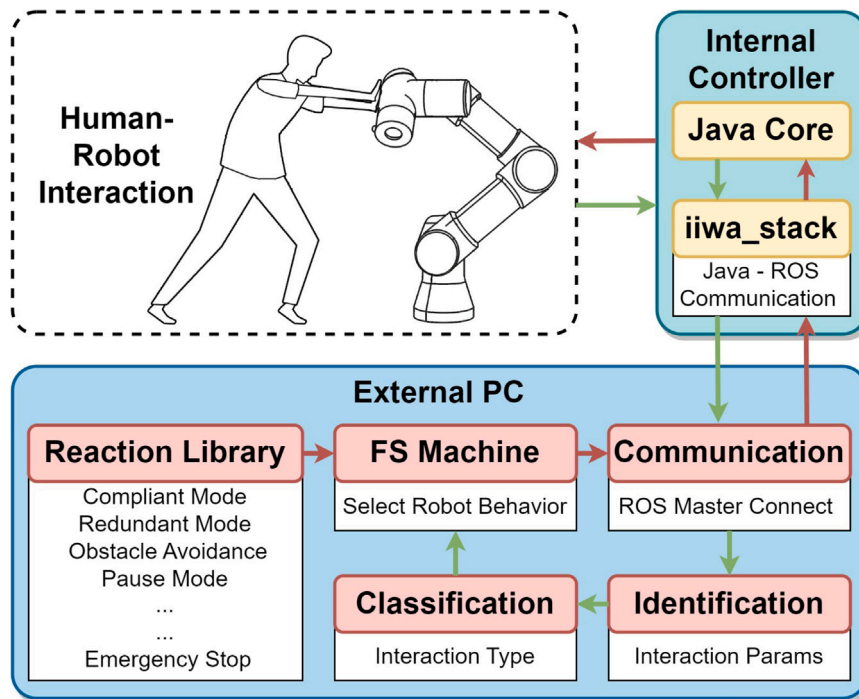 Human-
Robot
Interaction
Internal
Controller
Java Core
iiwa_stack
Java - ROS
Communication
External PC
Reaction Library
Compliant Mode
Redundant Mode
Obstacle Avoidance
Pause Mode
...
...
Emergency Stop
FS Machine
Select Robot Behavior
Communication
ROS Master Connect
Classification
Interaction Type
Identification
Interaction Params